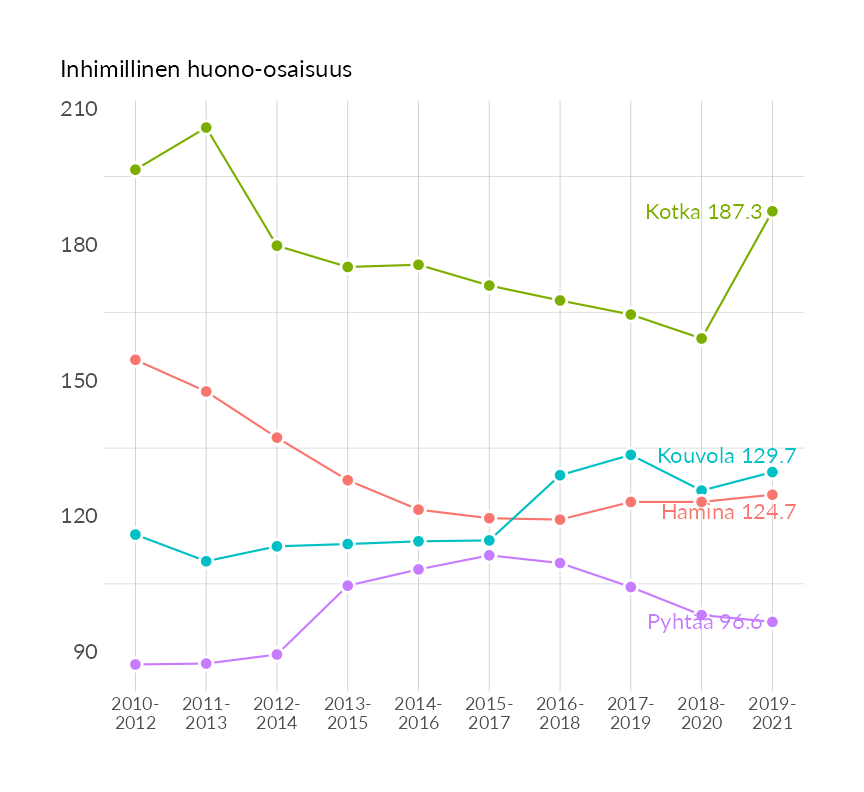 Inhimillinen huono-osaisuus
210
180
150
120
90
Kotka 187.3
Kouvola 129.7
Hamina 124.7
Pyhtää 96.6
2010- 2011- 2012- 2013- 2014- 2015- 2016- 2017- 2018- 2019-
2012 2013 2014 2015 2016 2017 2018 2019 2020 2021